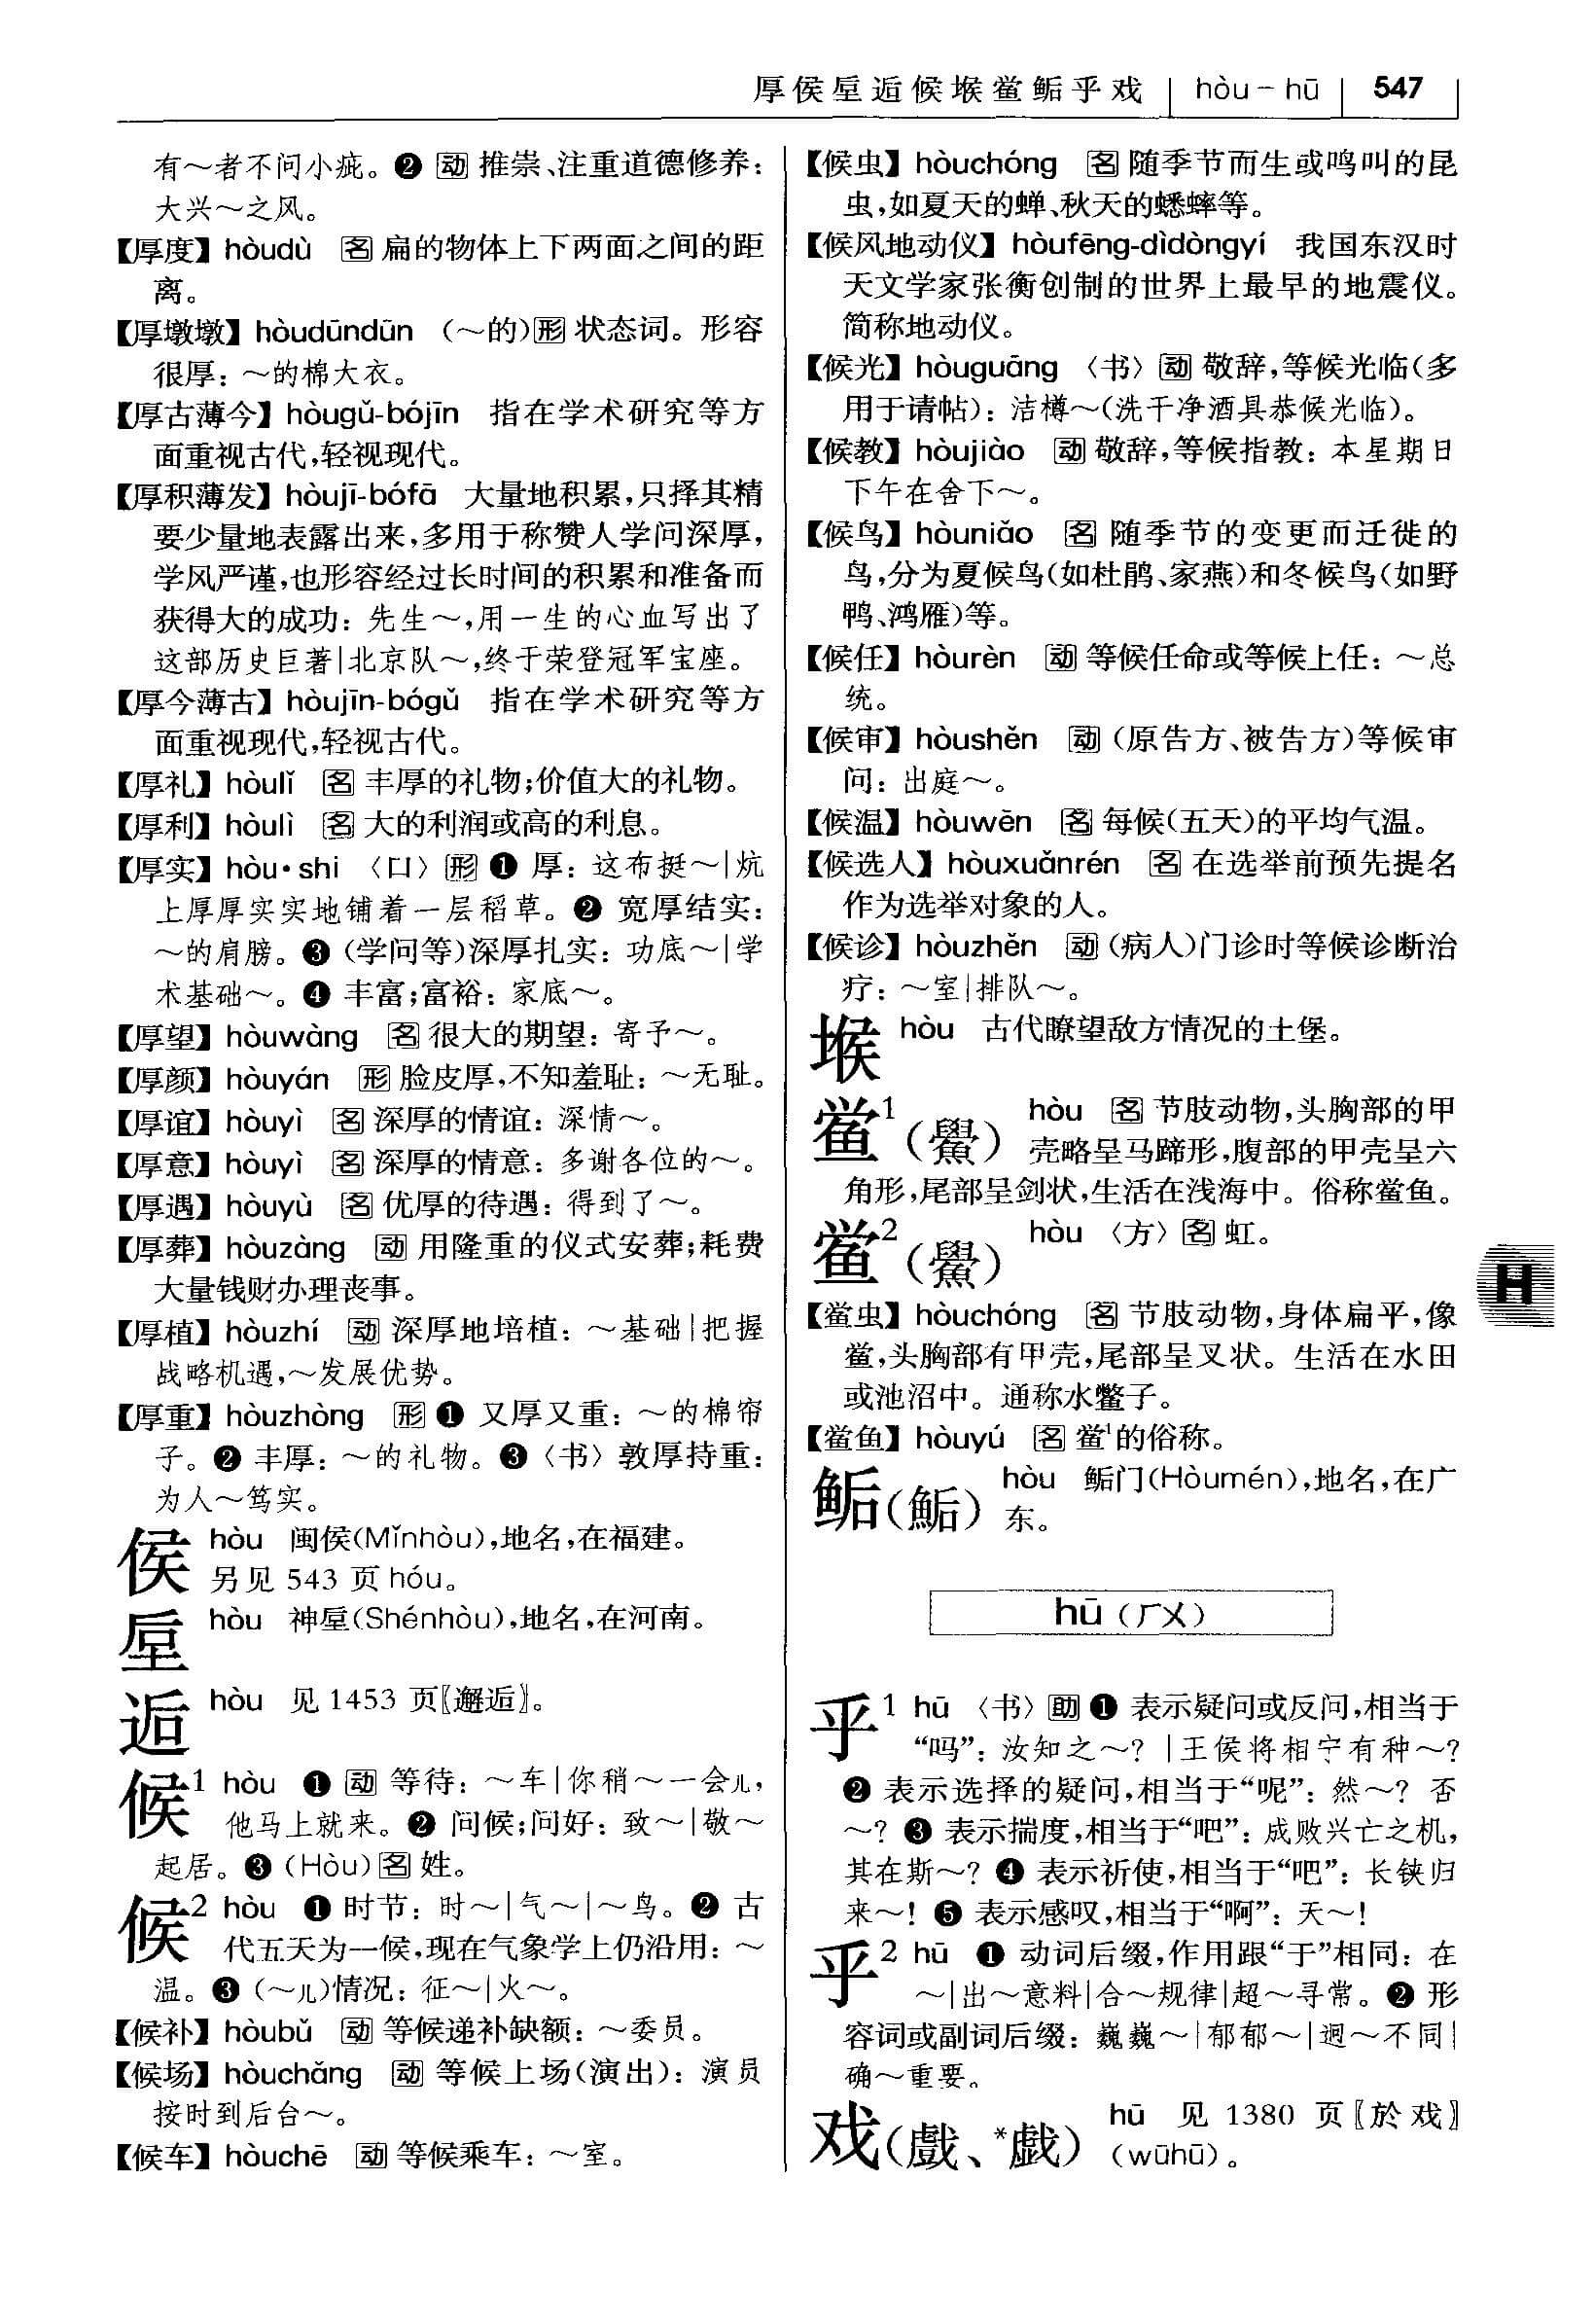 厚侯垕逅候堠鲎鲘乎戏 hòu－hū 547
有～者不问小疵。❷ 动 推崇、注重道德修养：
大兴～之风。
【厚度】hòudù 名 扁的物体上下两面之间的距
离。
【厚墩墩】hòudūndūn （～的）形 状态词。形容
很厚：～的棉大衣。
【厚古薄今】hòugǔ-bójīn 指在学术研究等方
面重视古代，轻视现代。
【厚积薄发】hòujī-bófā 大量地积累，只择其精
要少量地表露出来，多用于称赞人学问深厚，
学风严谨，也形容经过长时间的积累和准备而
获得大的成功：先生～，用一生的心血写出了
这部历史巨著｜北京队～，终于荣登冠军宝座。
【厚今薄古】hòujīn-bógǔ 指在学术研究等方
面重视现代，轻视古代。
【厚礼】hòulǐ 名 丰厚的礼物；价值大的礼物。
【厚利】hòulì 名 大的利润或高的利息。
【厚实】hòu•shi 〈口〉形 ❶ 厚：这布挺～｜炕
上厚厚实实地铺着一层稻草。❷ 宽厚结实：
～的肩膀。❸（学问等）深厚扎实：功底～｜学
术基础～。❹ 丰富；富裕：家底～。
【厚望】hòuwàng 名 很大的期望：寄予～。
【厚颜】hòuyán 形 脸皮厚，不知羞耻：～无耻。
【厚谊】hòuyì 名 深厚的情谊：深情～。
【厚意】hòuyì 名 深厚的情意：多谢各位的～。
【厚遇】hòuyù 名 优厚的待遇：得到了～。
【厚葬】hòuzàng 动 用隆重的仪式安葬；耗费
大量钱财办理丧事。
【厚植】hòuzhí 动 深厚地培植：～基础｜把握
战略机遇，～发展优势。
【厚重】hòuzhòng 形 ❶ 又厚又重：～的棉帘
子。❷ 丰厚：～的礼物。❸〈书〉敦厚持重：
为人～笃实。
侯 hòu 闽侯（Mǐnhòu），地名，在福建。
另见 543 页 hóu。
垕 hòu 神垕（Shénhòu），地名，在河南。
逅 hòu 见 1453 页〖邂逅〗。
候1 hòu ❶ 动 等待：～车｜你稍～一会儿，
他马上就来。❷ 问候；问好：致～｜敬～
起居。❸（Hòu）名 姓。
候2 hòu ❶ 时节：时～｜气～｜～鸟。❷ 古
代五天为一候，现在气象学上仍沿用：～
温。❸（～儿）情况：征～｜火～。
【候补】hòubǔ 动 等候递补缺额：～委员。
【候场】hòuchǎng 动 等候上场（演出）：演员
按时到后台～。
【候车】hòuchē 动 等候乘车：～室。
【候虫】hòuchóng 名 随季节而生或鸣叫的昆
虫，如夏天的蝉、秋天的蟋蟀等。
【候风地动仪】hòufēng-dìdòngyí 我国东汉时
天文学家张衡创制的世界上最早的地震仪。
简称地动仪。
【候光】hòuguāng 〈书〉动 敬辞，等候光临（多
用于请帖）：洁樽～（洗干净酒具恭候光临）。
【候教】hòujiào 动 敬辞，等候指教：本星期日
下午在舍下～。
【候鸟】hòuniǎo 名 随季节的变更而迁徙的
鸟，分为夏候鸟（如杜鹃、家燕）和冬候鸟（如野
鸭、鸿雁）等。
【候任】hòurèn 动 等候任命或等候上任：～总
统。
【候审】hòushěn 动（原告方、被告方）等候审
问：出庭～。
【候温】hòuwēn 名 每候（五天）的平均气温。
【候选人】hòuxuǎnrén 名 在选举前预先提名
作为选举对象的人。
【候诊】hòuzhěn 动（病人）门诊时等候诊断治
疗：～室｜排队～。
堠 hòu 古代瞭望敌方情况的土堡。
鲎1（鱟） hòu 名 节肢动物，头胸部的甲
壳略呈马蹄形，腹部的甲壳呈六
角形，尾部呈剑状，生活在浅海中。俗称鲎鱼。
鲎2（鱟） hòu 〈方〉名 虹。
【鲎虫】hòuchóng 名 节肢动物，身体扁平，像
鲎，头胸部有甲壳，尾部呈叉状。生活在水田
或池沼中。通称水鳖子。
【鲎鱼】hòuyú 名 鲎1的俗称。
鲘（鮜） hòu 鲘门（Hòumén），地名，在广
东。
hū（ㄏㄨ）
乎1 hū 〈书〉助 ❶ 表示疑问或反问，相当于
“吗”：汝知之～？｜王侯将相宁有种～？
❷ 表示选择的疑问，相当于“呢”：然～？否
～？❸ 表示揣度，相当于“吧”：成败兴亡之机，
其在斯～？❹ 表示祈使，相当于“吧”：长铗归
来～！❺ 表示感叹，相当于“啊”：天～！
乎2 hū ❶ 动词后缀，作用跟“于”相同：在
～｜出～意料｜合～规律｜超～寻常。❷ 形
容词或副词后缀：巍巍～｜郁郁～｜迥～不同｜
确～重要。
戏（戲、*戯） hū 见 1380 页〖於戏〗
（wūhū）。
H